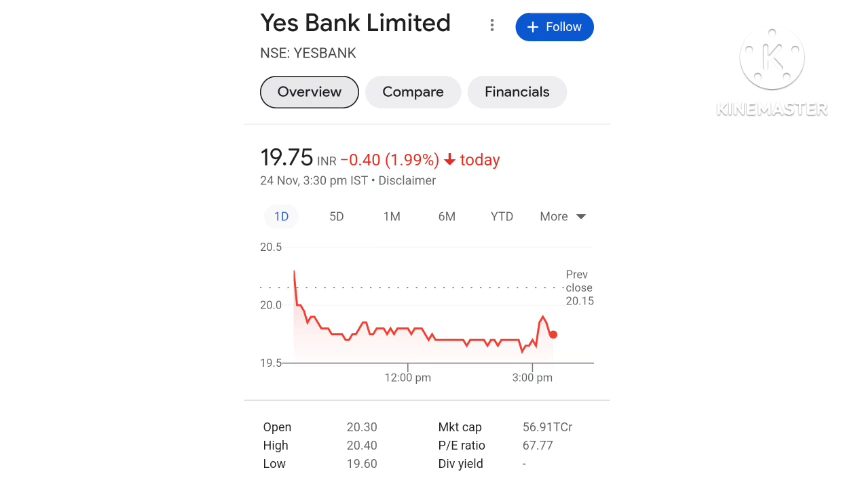 Yes Bank Limited
+ Follow
NSE: YESBANK
Overview Compare Financials
K
KINEMASTER
19.75 INR −0.40 (1.99%) ↓ today
24 Nov, 3:30 pm IST • Disclaimer
1D 5D 1M 6M YTD More
20.5
Prev
close
20.15
20.0
19.5
12:00 pm 3:00 pm
Open 20.30 Mkt cap 56.91TCr
High 20.40 P/E ratio 67.77
Low 19.60 Div yield -